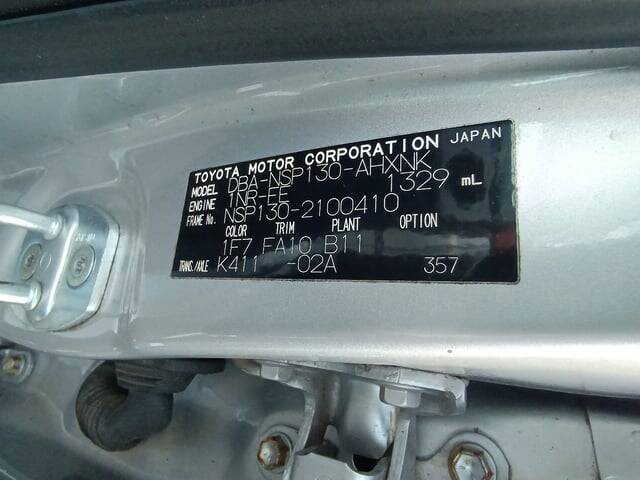 TOYOTA MOTOR CORPORATION JAPAN
MODEL DBA-NSP130-AHXNK
ENGINE 1NR-FE 1329 mL
FRAME No. NSP130-2100410
COLOR TRIM PLANT OPTION
1F7 FA10 B11
TRANS./AXLE K411 -02A 357